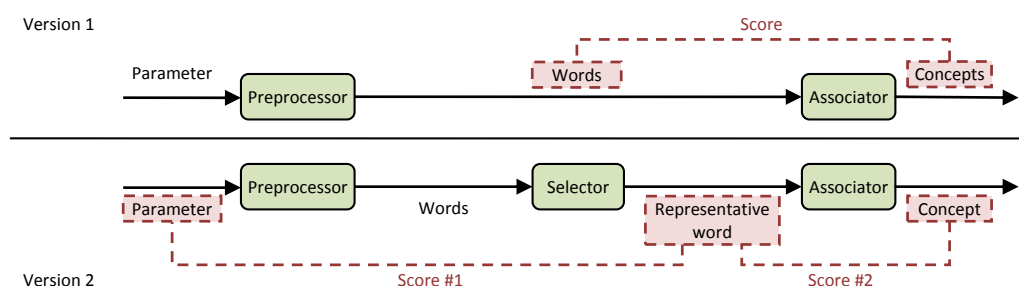 Version 1
Score
Parameter
Words
Concepts
Preprocessor
Associator
Preprocessor
Selector
Associator
Parameter
Words
Representative
word
Concept
Version 2
Score #1
Score #2